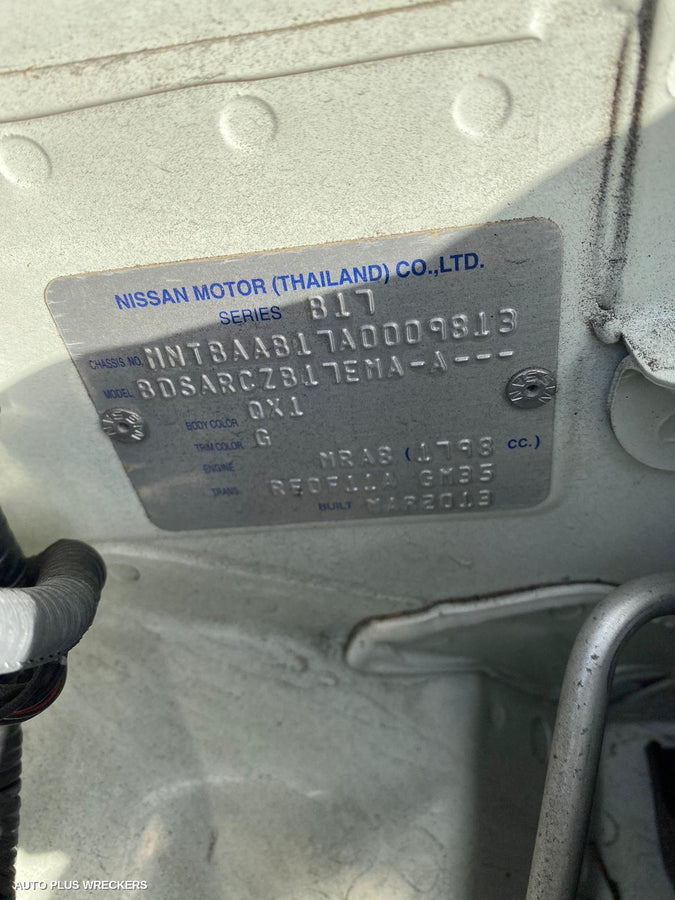 NISSAN MOTOR (THAILAND) CO.,LTD.
SERIES B17
CHASSIS NO. MNTBAAB17A0009813
MODEL BDSARCZB17EMA-A---
BODY COLOR QX1
TRIM COLOR G
ENGINE MRA8 (1798 cc.)
TRANS. RE0F11A GM35
BUILT MAR2013
AUTO PLUS WRECKERS